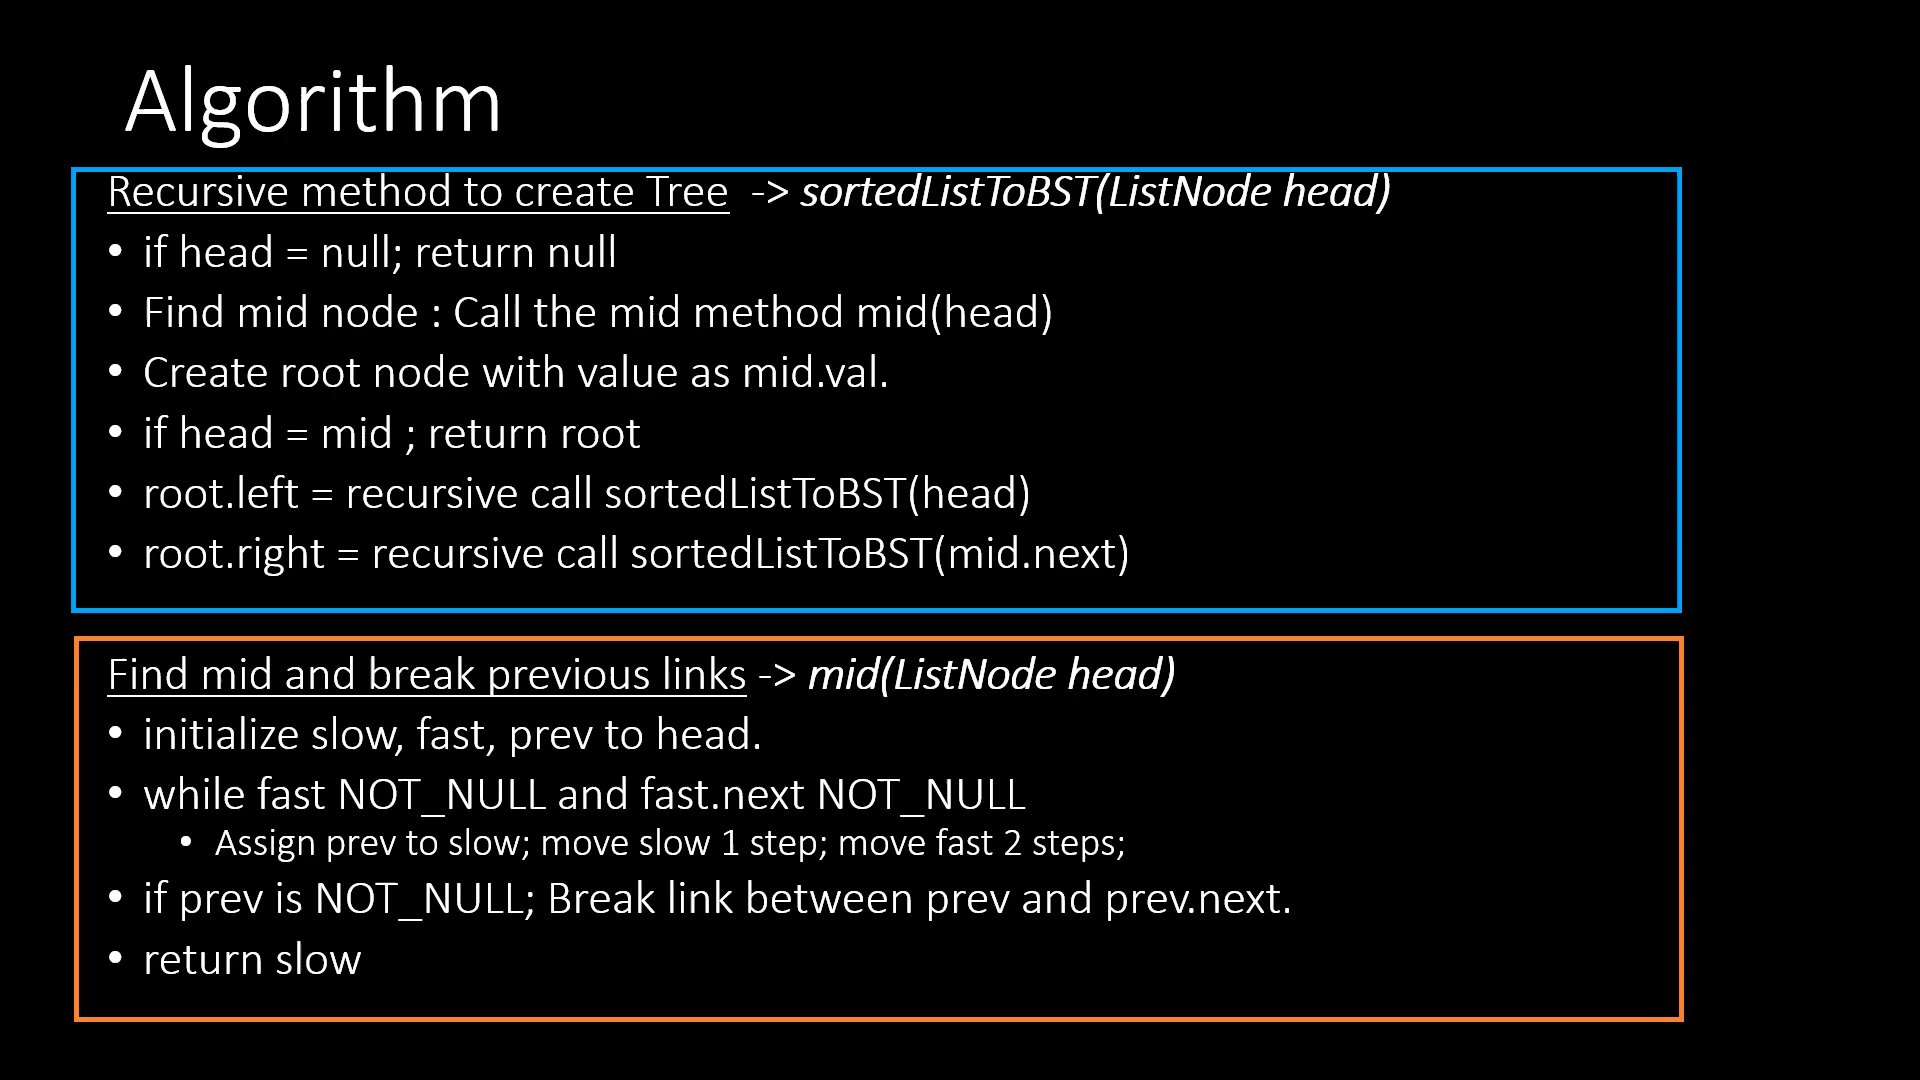 Algorithm
Recursive method to create Tree -> sortedListToBST(ListNode head)
• if head = null; return null
• Find mid node : Call the mid method mid(head)
• Create root node with value as mid.val.
• if head = mid ; return root
• root.left = recursive call sortedListToBST(head)
• root.right = recursive call sortedListToBST(mid.next)
Find mid and break previous links -> mid(ListNode head)
• initialize slow, fast, prev to head.
• while fast NOT_NULL and fast.next NOT_NULL
• Assign prev to slow; move slow 1 step; move fast 2 steps;
• if prev is NOT_NULL; Break link between prev and prev.next.
• return slow